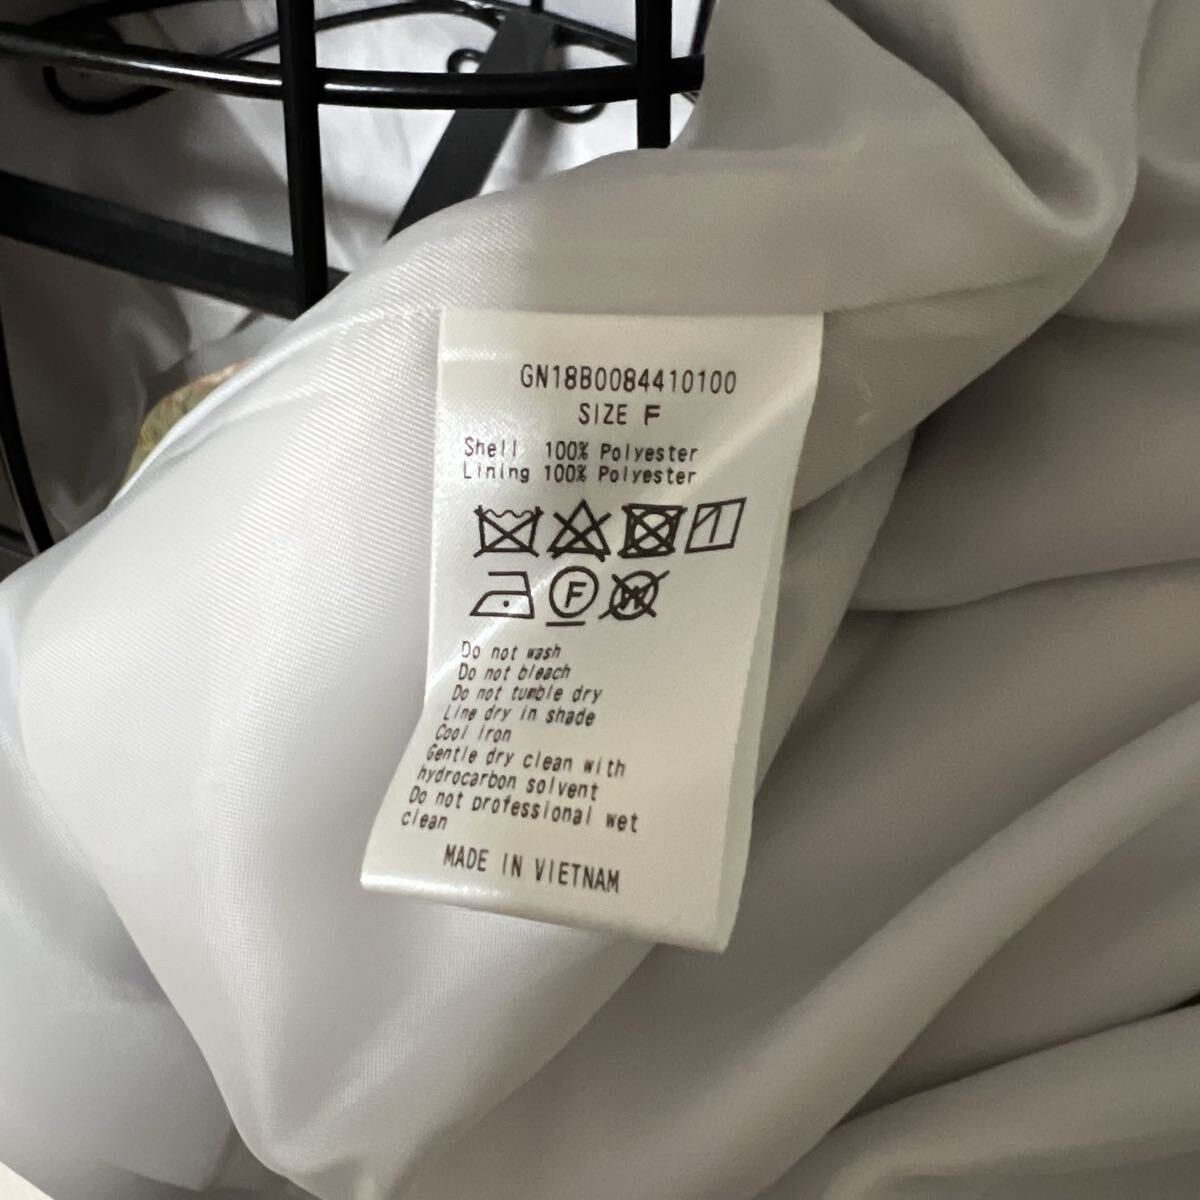 GN18B0084410100
SIZE F
Shell 100% Polyester
Lining 100% Polyester
F W
Do not wash
Do not bleach
Do not tumble dry
Line dry in shade
Cool iron
Gentle dry clean with
hydrocarbon solvent
Do not professional wet
clean
MADE IN VIETNAM